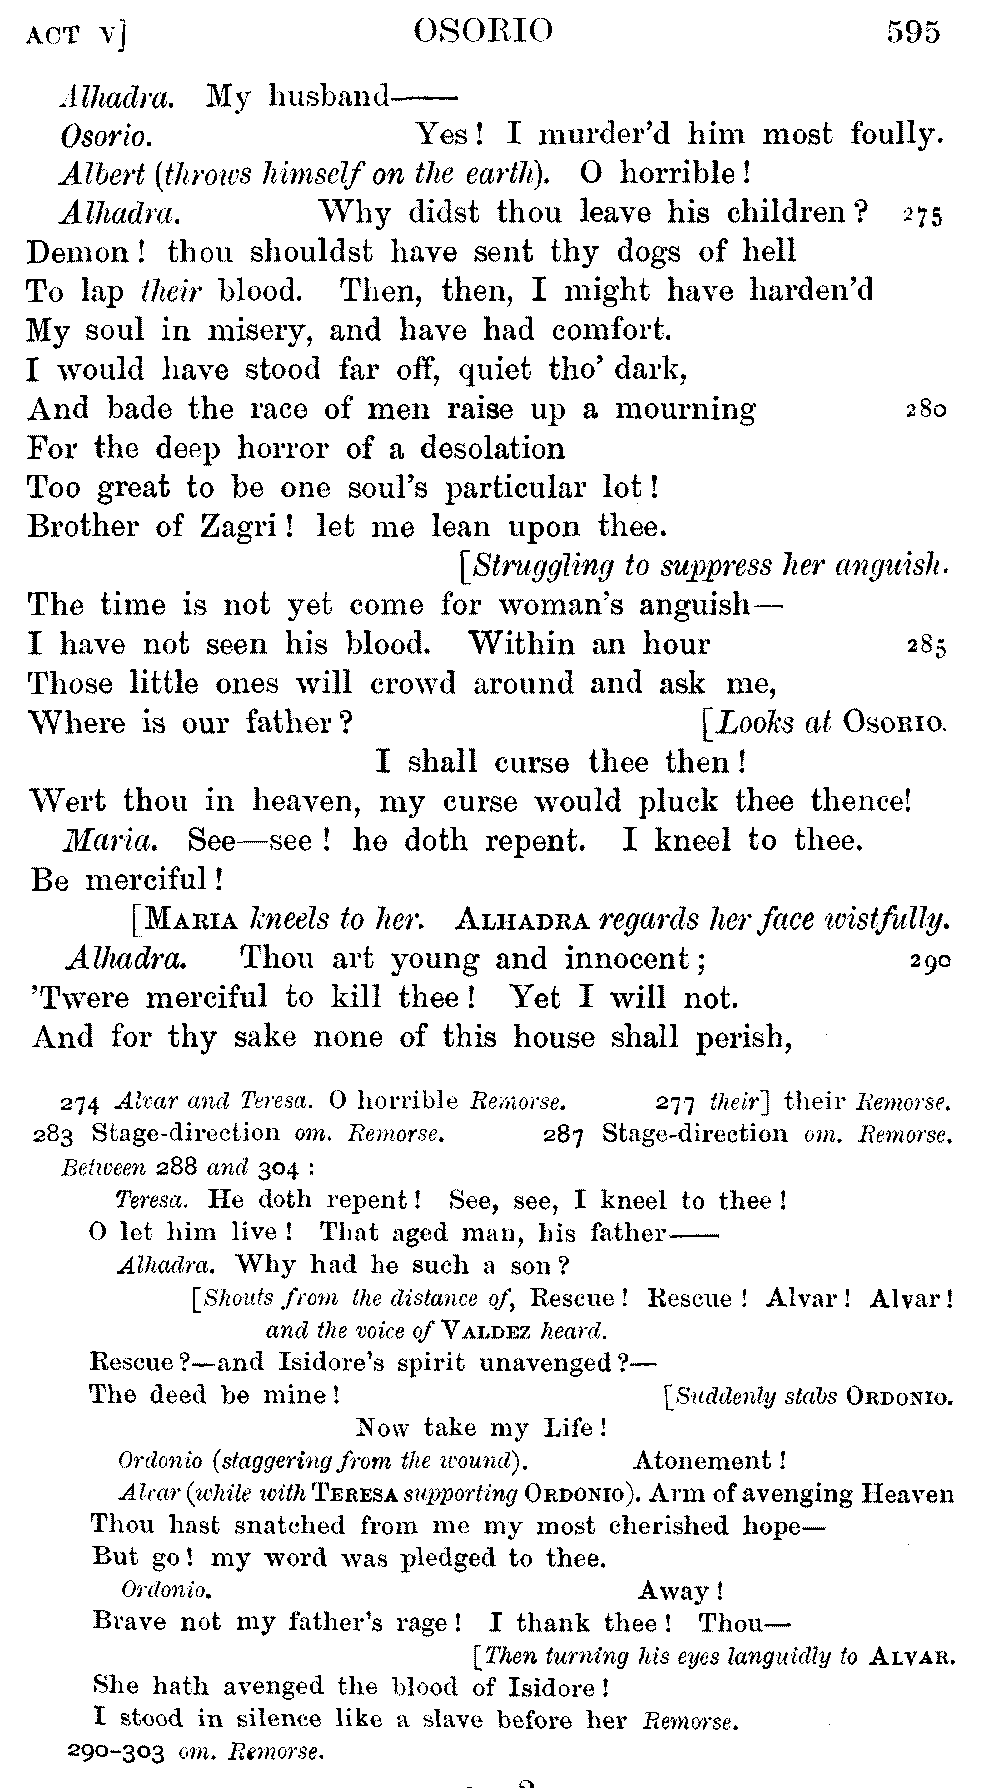 ACT V] OSORIO 595
Alhadra. My husband——
Osorio. Yes! I murder'd him most foully.
Albert (throws himself on the earth). O horrible!
Alhadra. Why didst thou leave his children? 275
Demon! thou shouldst have sent thy dogs of hell
To lap their blood. Then, then, I might have harden'd
My soul in misery, and have had comfort.
I would have stood far off, quiet tho' dark,
And bade the race of men raise up a mourning 280
For the deep horror of a desolation
Too great to be one soul's particular lot!
Brother of Zagri! let me lean upon thee.
[Struggling to suppress her anguish.
The time is not yet come for woman's anguish—
I have not seen his blood. Within an hour 285
Those little ones will crowd around and ask me,
Where is our father? [Looks at OSORIO.
I shall curse thee then!
Wert thou in heaven, my curse would pluck thee thence!
Maria. See—see! he doth repent. I kneel to thee.
Be merciful!
[MARIA kneels to her. ALHADRA regards her face wistfully.
Alhadra. Thou art young and innocent; 290
'Twere merciful to kill thee! Yet I will not.
And for thy sake none of this house shall perish,
274 Alvar and Teresa. O horrible Remorse. 277 their] their Remorse.
283 Stage-direction om. Remorse. 287 Stage-direction om. Remorse.
Between 288 and 304:
Teresa. He doth repent! See, see, I kneel to thee!
O let him live! That aged man, his father——
Alhadra. Why had he such a son?
[Shouts from the distance of, Rescue! Rescue! Alvar! Alvar!
and the voice of VALDEZ heard.
Rescue?—and Isidore's spirit unavenged?—
The deed be mine! [Suddenly stabs ORDONIO.
Now take my Life!
Ordonio (staggering from the wound). Atonement!
Alvar (while with TERESA supporting ORDONIO). Arm of avenging Heaven
Thou hast snatched from me my most cherished hope—
But go! my word was pledged to thee.
Ordonio. Away!
Brave not my father's rage! I thank thee! Thou—
[Then turning his eyes languidly to ALVAR.
She hath avenged the blood of Isidore!
I stood in silence like a slave before her Remorse.
290-303 om. Remorse.